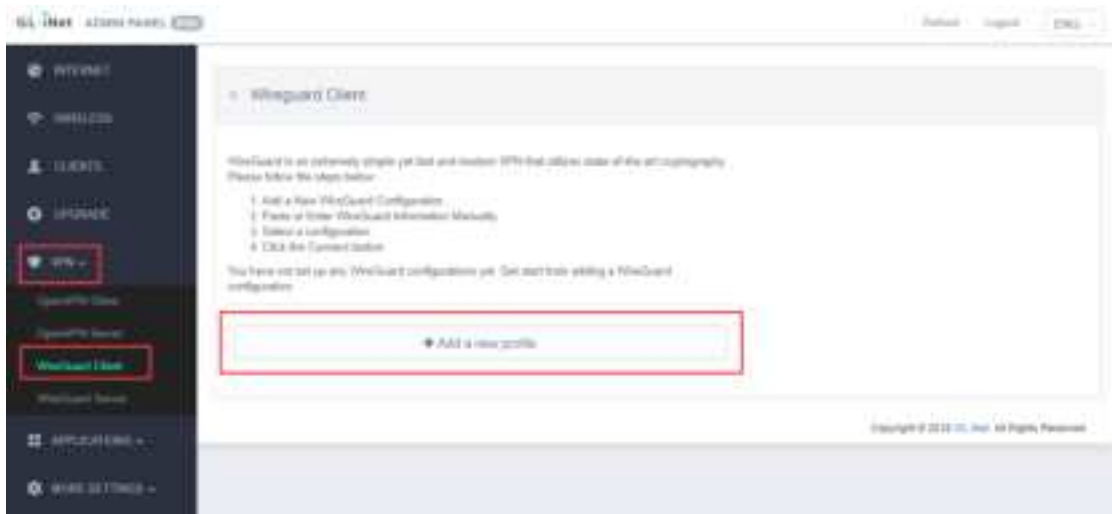 GL iNet ADMIN PANEL
Reboot Logout ENG
INTERNET
WIRELESS
CLIENTS
UPGRADE
VPN
OpenVPN Client
OpenVPN Server
WireGuard Client
WireGuard Server
APPLICATIONS
MORE SETTINGS
Wireguard Client
WireGuard is an extremely simple yet fast and modern VPN that utilizes state of the art cryptography.
Please follow the steps below
1 Add a New WireGuard Configuration
2 Paste or Enter WireGuard Information Manually
3 Select a configuration
4 Click the Connect button
You have not set up any WireGuard configurations yet. Get start from adding a WireGuard
configuration
+ Add a new profile
Copyright © GL.iNet. All Rights Reserved